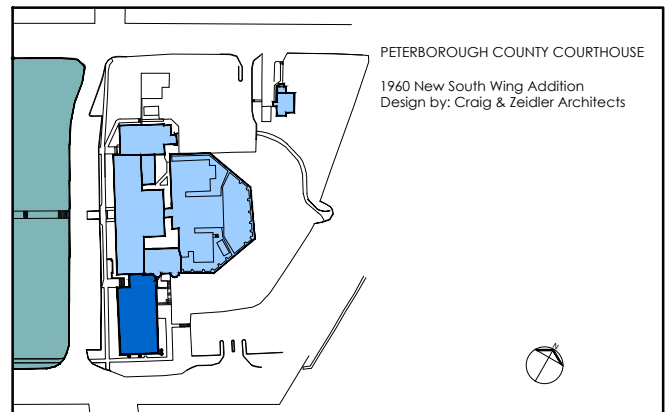 PETERBOROUGH COUNTY COURTHOUSE
1960 New South Wing Addition
Design by: Craig & Zeidler Architects
N